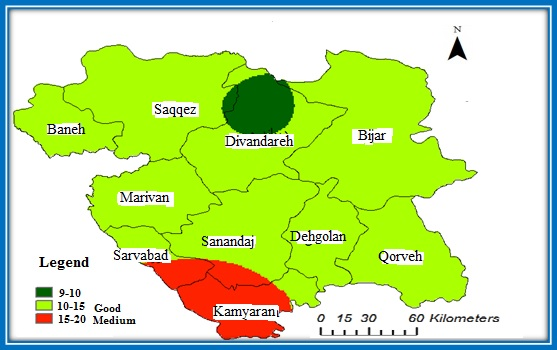 N
Saqqez
Baneh
Bijar
Divandareh
Marivan
Sanandaj
Dehgolan
Qorveh
Sarvabad
Kamyaran
Legend
9-10
10-15 Good
15-20 Medium
0 15 30 60 Kilometers